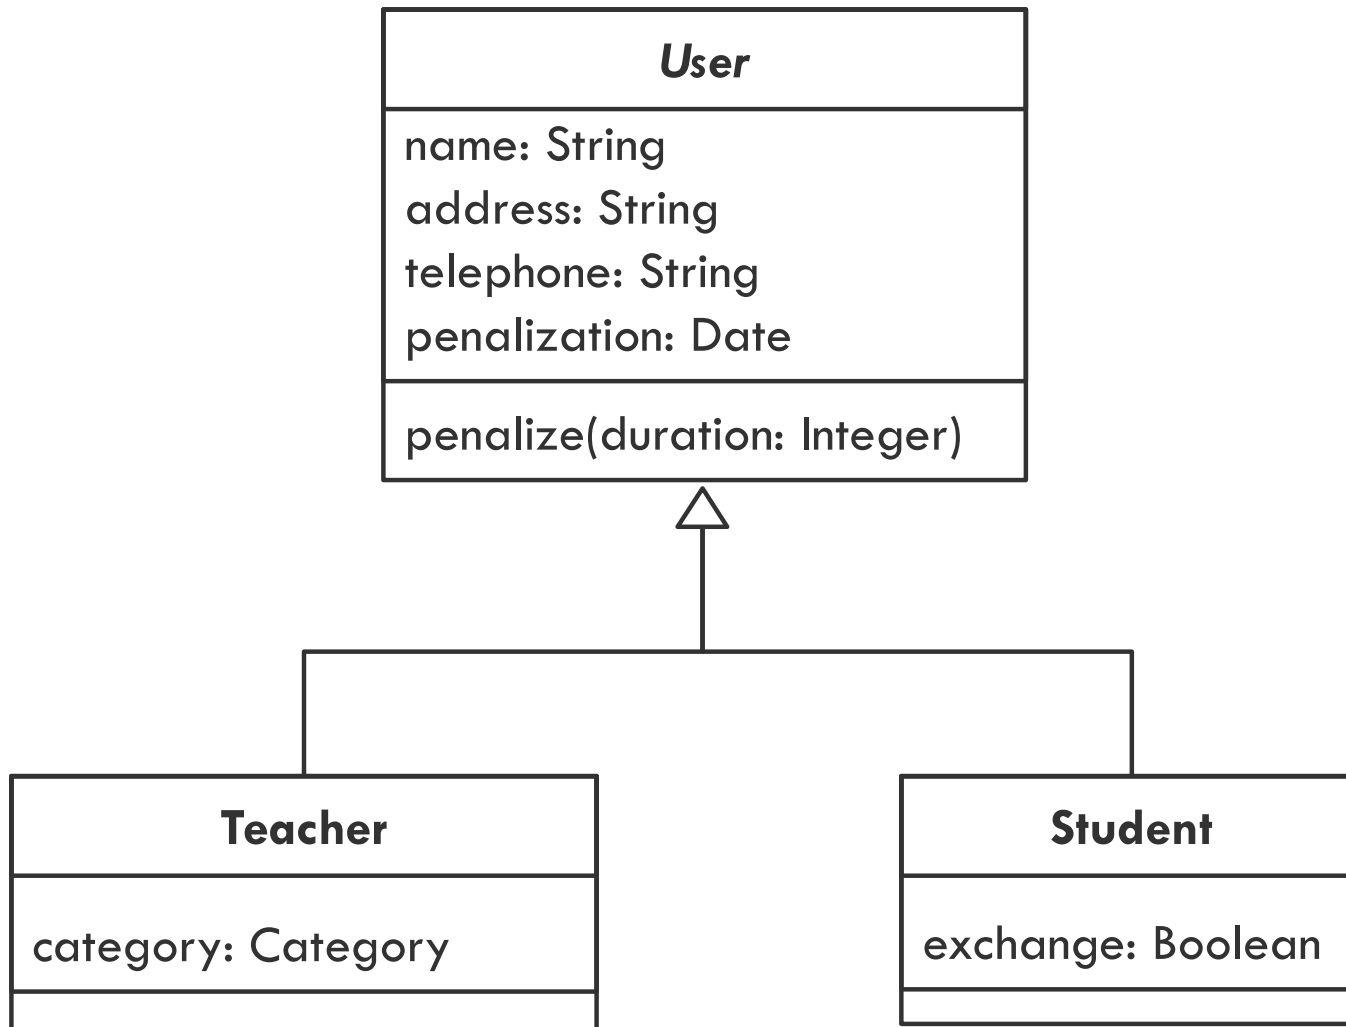 User
name: String
address: String
telephone: String
penalization: Date
penalize(duration: Integer)
Teacher
category: Category
Student
exchange: Boolean